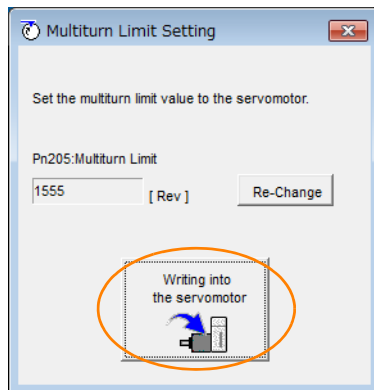 Multiturn Limit Setting
Set the multiturn limit value to the servomotor.
Pn205:Multiturn Limit
1555 [ Rev ] Re-Change
Writing into
the servomotor